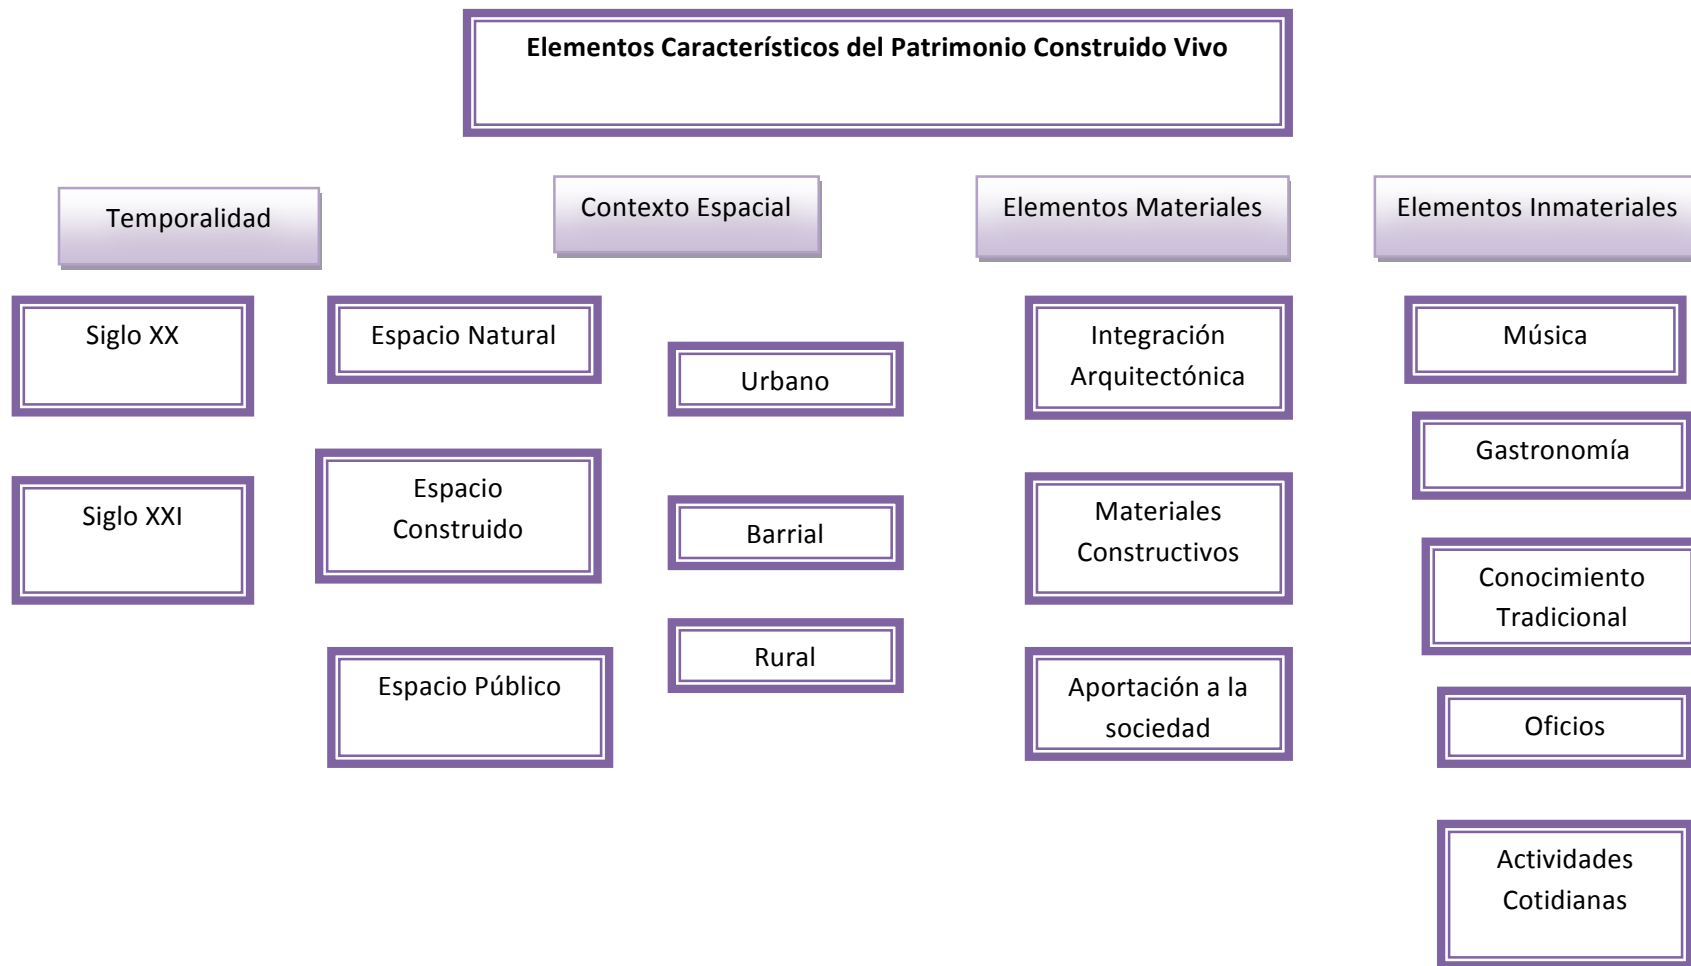 Elementos Característicos del Patrimonio Construido Vivo
Temporalidad
Siglo XX
Siglo XXI
Contexto Espacial
Espacio Natural
Espacio
Construido
Espacio Público
Urbano
Barrial
Rural
Elementos Materiales
Integración
Arquitectónica
Materiales
Constructivos
Aportación a la
sociedad
Elementos Inmateriales
Música
Gastronomía
Conocimiento
Tradicional
Oficios
Actividades
Cotidianas